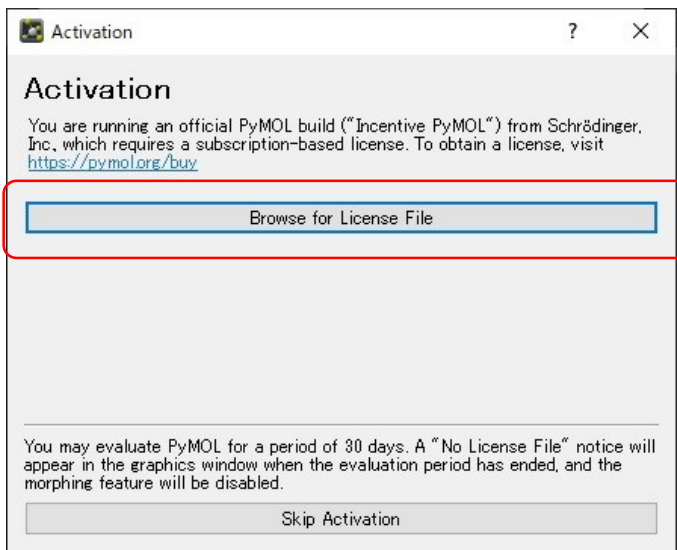 Activation
Activation
You are running an official PyMOL build ("Incentive PyMOL") from Schrödinger,
Inc, which requires a subscription-based license. To obtain a license, visit
https://pymol.org/buy
Browse for License File
You may evaluate PyMOL for a period of 30 days. A "No License File" notice will
appear in the graphics window when the evaluation period has ended, and the
morphing feature will be disabled.
Skip Activation